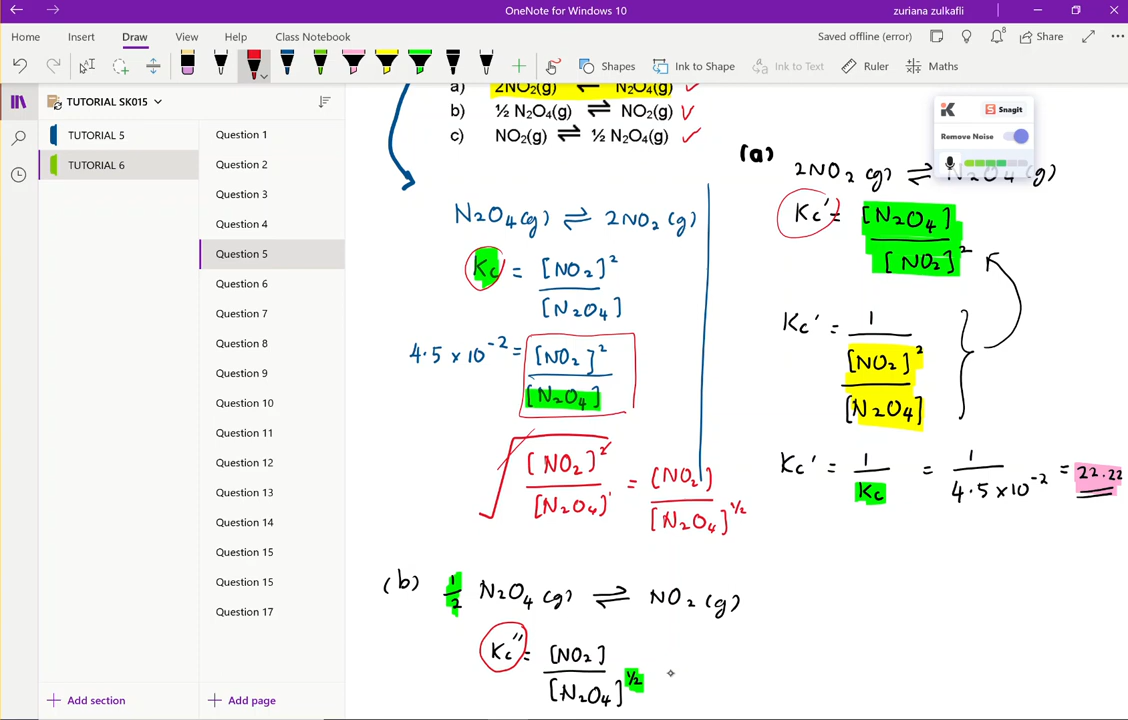 OneNote for Windows 10
zuriana zulkafli
Home Insert Draw View Help Class Notebook
Saved offline (error)
Share
Shapes
Ink to Shape
Ink to Text
Ruler
Maths
TUTORIAL SK015
TUTORIAL 5
TUTORIAL 6
Question 1
Question 2
Question 3
Question 4
Question 5
Question 6
Question 7
Question 8
Question 9
Question 10
Question 11
Question 12
Question 13
Question 14
Question 15
Question 15
Question 17
Add section
Add page
Snagit
Remove Noise
a) 2NO₂(g) ⇌ N₂O₄(g) ✓
b) ½ N₂O₄(g) ⇌ NO₂(g) ✓
c) NO₂(g) ⇌ ½ N₂O₄(g) ✓
N₂O₄(g) ⇌ 2NO₂(g)
Kc = [NO₂]² / [N₂O₄]
4.5 x 10⁻² = [NO₂]² / [N₂O₄]
√([NO₂]² / [N₂O₄]¹) = [NO₂] / [N₂O₄]^½
(a)
2NO₂(g) ⇌ N₂O₄(g)
Kc' = [N₂O₄] / [NO₂]²
Kc' = 1 / ([NO₂]² / [N₂O₄])
Kc' = 1 / Kc = 1 / 4.5x10⁻² = 22.22
(b) ½ N₂O₄(g) ⇌ NO₂(g)
Kc'' = [NO₂] / [N₂O₄]^½